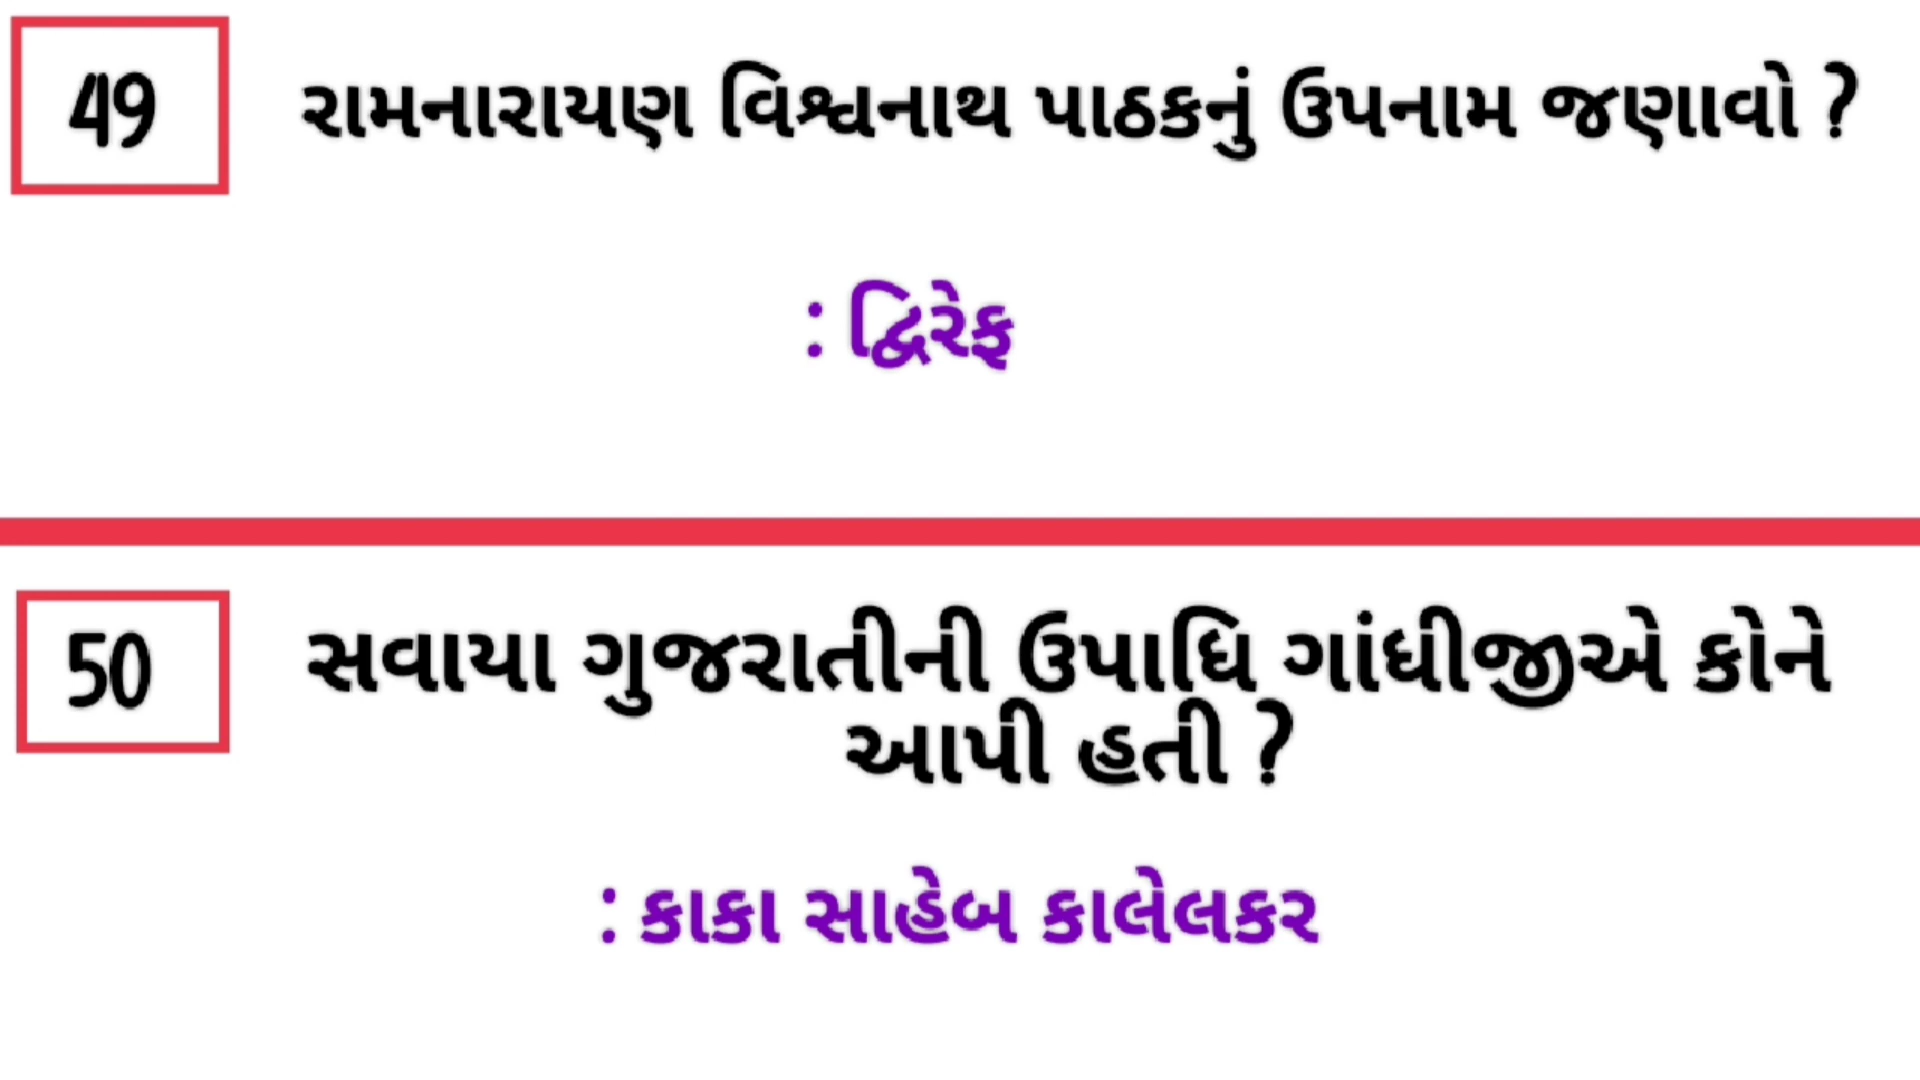 49
રામનારાયણ વિશ્વનાથ પાઠકનું ઉપનામ જણાવો ?
: દ્વિરેફ
50
સવાયા ગુજરાતીની ઉપાધિ ગાંધીજીએ કોને
આપી હતી ?
: કાકા સાહેબ કાલેલકર